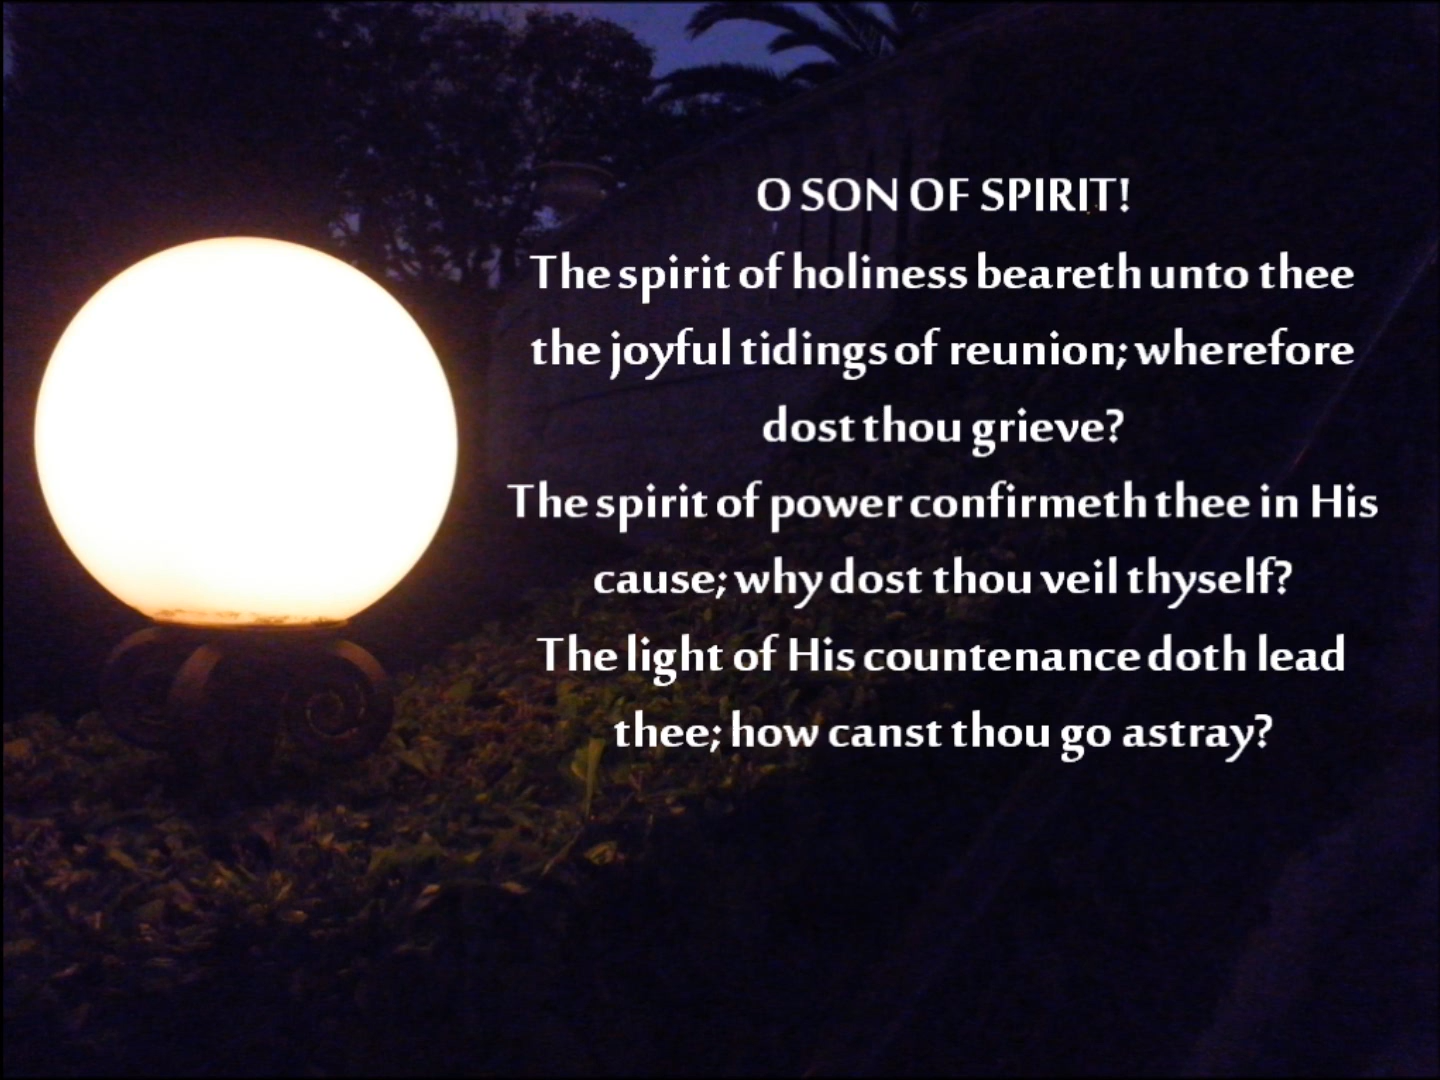 O SON OF SPIRIT!
The spirit of holiness beareth unto thee
the joyful tidings of reunion; wherefore
dost thou grieve?
The spirit of power confirmeth thee in His
cause; why dost thou veil thyself?
The light of His countenance doth lead
thee; how canst thou go astray?